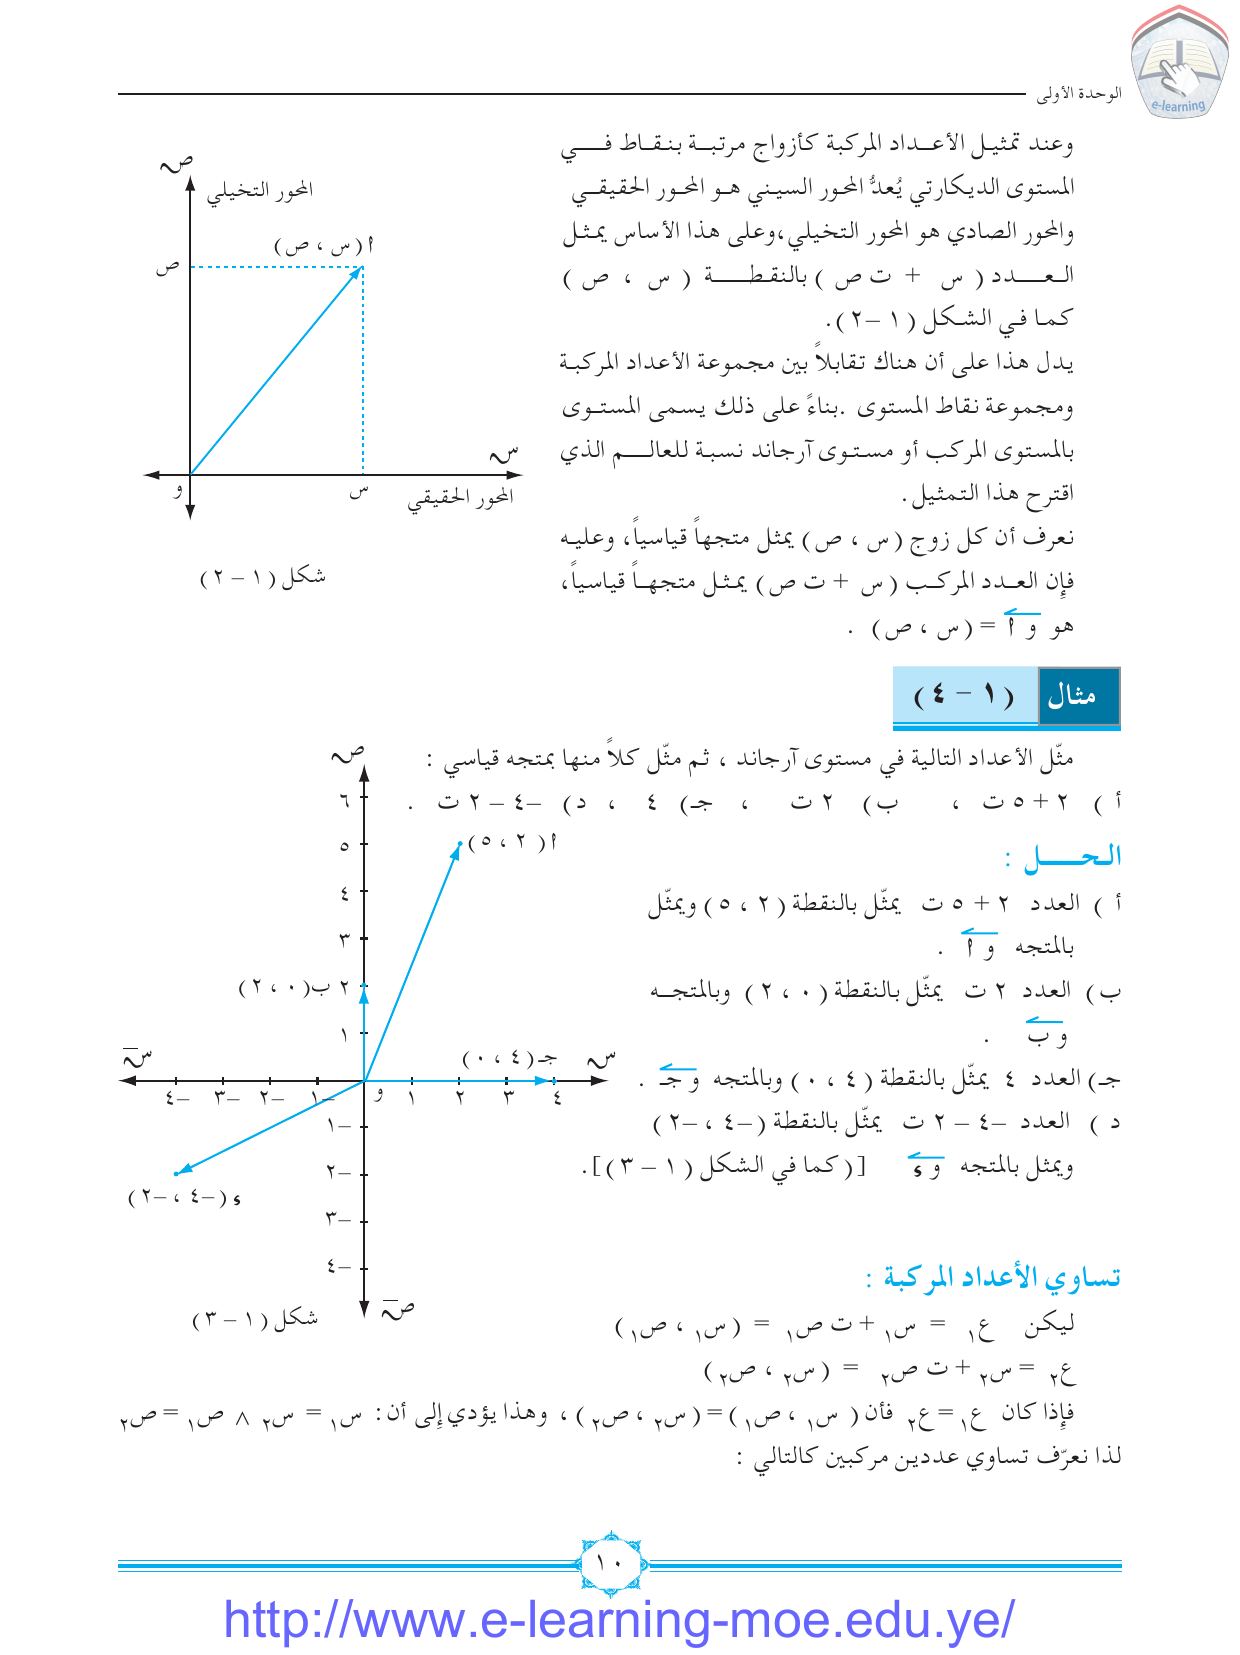 e-learning
الوحدة الأولى
وعند تمثيل الأعداد المركبة كأزواج مرتبة بنقاط في
المستوى الديكارتي يُعدُّ المحور السيني هو المحور الحقيقي
والمحور الصادي هو المحور التخيلي،وعلى هذا الأساس يمثل
العدد ( س + ت ص ) بالنقطة ( س ، ص )
كما في الشكل ( ١ – ٢ ).
يدل هذا على أن هناك تقابلاً بين مجموعة الأعداد المركبة
ومجموعة نقاط المستوى .بناءً على ذلك يسمى المستوى
بالمستوى المركب أو مستوى آرجاند نسبة للعالم الذي
اقترح هذا التمثيل .
نعرف أن كل زوج ( س ، ص ) يمثل متجهاً قياسياً ، وعليه
فإن العدد المركب ( س + ت ص ) يمثل متجهاً قياسياً ،
هو و أ = ( س ، ص ) .
ص
المحور التخيلي
أ ( س ، ص )
ص
س
و
س
المحور الحقيقي
شكل ( ١ – ٢ )
مثال ( ١ – ٤ )
مثّل الأعداد التالية في مستوى آرجاند ، ثم مثّل كلاً منها بمتجه قياسي :
أ ) ٢ + ٥ ت ، ب ) ٢ ت ، جـ ) ٤ ، د ) –٤ – ٢ ت .
الحل :
أ ) العدد ٢ + ٥ ت يمثّل بالنقطة ( ٢ ، ٥ ) ويمثّل
بالمتجه و أ .
ب ) العدد ٢ ت يمثّل بالنقطة ( ٠ ، ٢ ) وبالمتجه
و ب .
جـ ) العدد ٤ يمثّل بالنقطة ( ٤ ، ٠ ) وبالمتجه و جـ .
د ) العدد –٤ – ٢ ت يمثّل بالنقطة ( –٤ ، –٢ )
ويمثل بالمتجه و ء [ ( كما في الشكل ( ١ – ٣ ) ].
ص
٦
٥
أ ( ٢ ، ٥ )
٤
٣
٢
ب( ٠ ، ٢ )
١
جـ ( ٤ ، ٠ )
س
س̄
–٤ –٣ –٢ –١ و ١ ٢ ٣ ٤
–١
–٢
ء ( –٤ ، –٢ )
–٣
–٤
ص̄
شكل ( ١ – ٣ )
تساوي الأعداد المركبة :
ليكن ع١ = س١ + ت ص١ = ( س١ ، ص١ )
ع٢ = س٢ + ت ص٢ = ( س٢ ، ص٢ )
فإذا كان ع١ = ع٢ فأن ( س١ ، ص١ ) = ( س٢ ، ص٢ ) ، وهذا يؤدي إلى أن : س١ = س٢ ∧ ص١ = ص٢
لذا نعرّف تساوي عددين مركبين كالتالي :
١٠
http://www.e-learning-moe.edu.ye/